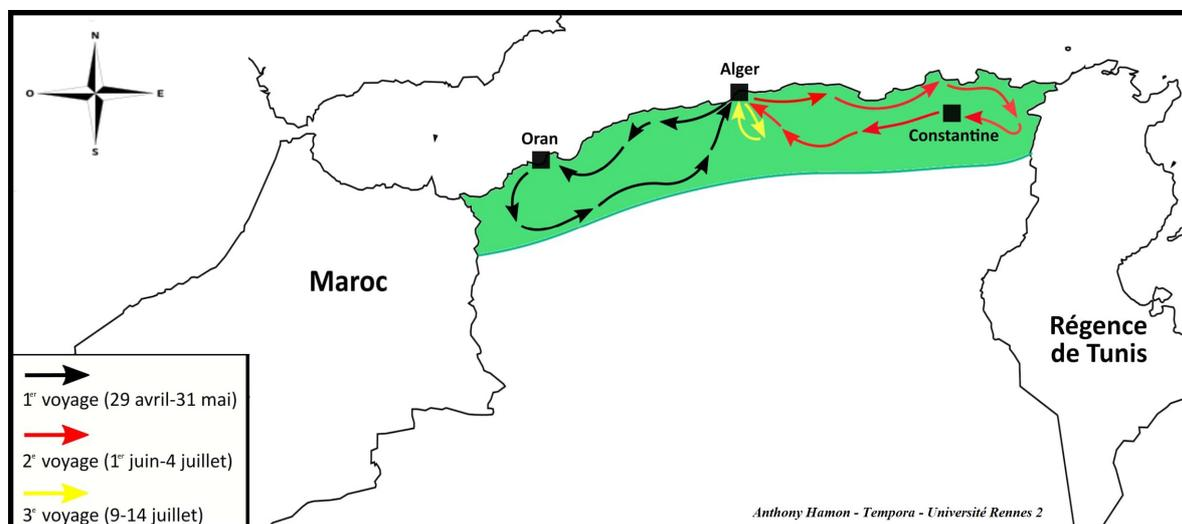 N
O
E
S
Alger
Oran
Constantine
Maroc
Régence
de Tunis
1er voyage (29 avril-31 mai)
2e voyage (1er juin-4 juillet)
3e voyage (9-14 juillet)
Anthony Hamon - Tempora - Université Rennes 2